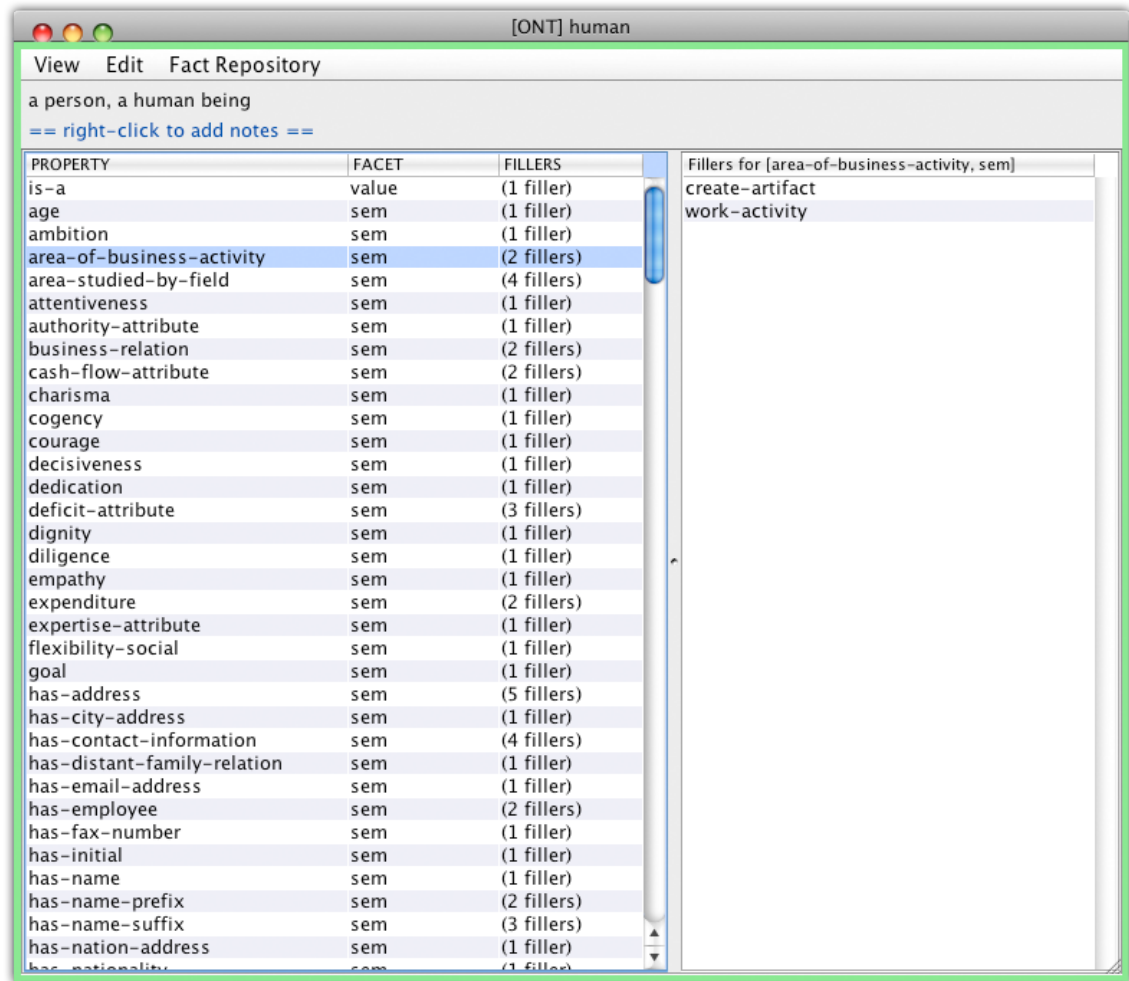 [ONT] human
View Edit Fact Repository
a person, a human being
== right-click to add notes ==
PROPERTY FACET FILLERS
is-a value (1 filler)
age sem (1 filler)
ambition sem (1 filler)
area-of-business-activity sem (2 fillers)
area-studied-by-field sem (4 fillers)
attentiveness sem (1 filler)
authority-attribute sem (1 filler)
business-relation sem (2 fillers)
cash-flow-attribute sem (2 fillers)
charisma sem (1 filler)
cogency sem (1 filler)
courage sem (1 filler)
decisiveness sem (1 filler)
dedication sem (1 filler)
deficit-attribute sem (3 fillers)
dignity sem (1 filler)
diligence sem (1 filler)
empathy sem (1 filler)
expenditure sem (2 fillers)
expertise-attribute sem (1 filler)
flexibility-social sem (1 filler)
goal sem (1 filler)
has-address sem (5 fillers)
has-city-address sem (1 filler)
has-contact-information sem (4 fillers)
has-distant-family-relation sem (1 filler)
has-email-address sem (1 filler)
has-employee sem (2 fillers)
has-fax-number sem (1 filler)
has-initial sem (1 filler)
has-name sem (1 filler)
has-name-prefix sem (2 fillers)
has-name-suffix sem (3 fillers)
has-nation-address sem (1 filler)
has-nationality sem (1 filler)
Fillers for [area-of-business-activity, sem]
create-artifact
work-activity